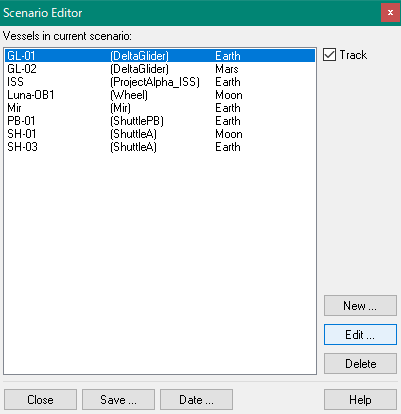 Scenario Editor
Vessels in current scenario:
GL-01 (DeltaGlider) Earth
GL-02 (DeltaGlider) Mars
ISS (ProjectAlpha_ISS) Earth
Luna-OB1 (Wheel) Moon
Mir (Mir) Earth
PB-01 (ShuttlePB) Earth
SH-01 (ShuttleA) Moon
SH-03 (ShuttleA) Earth
Track
New ...
Edit ...
Delete
Close Save ... Date ... Help